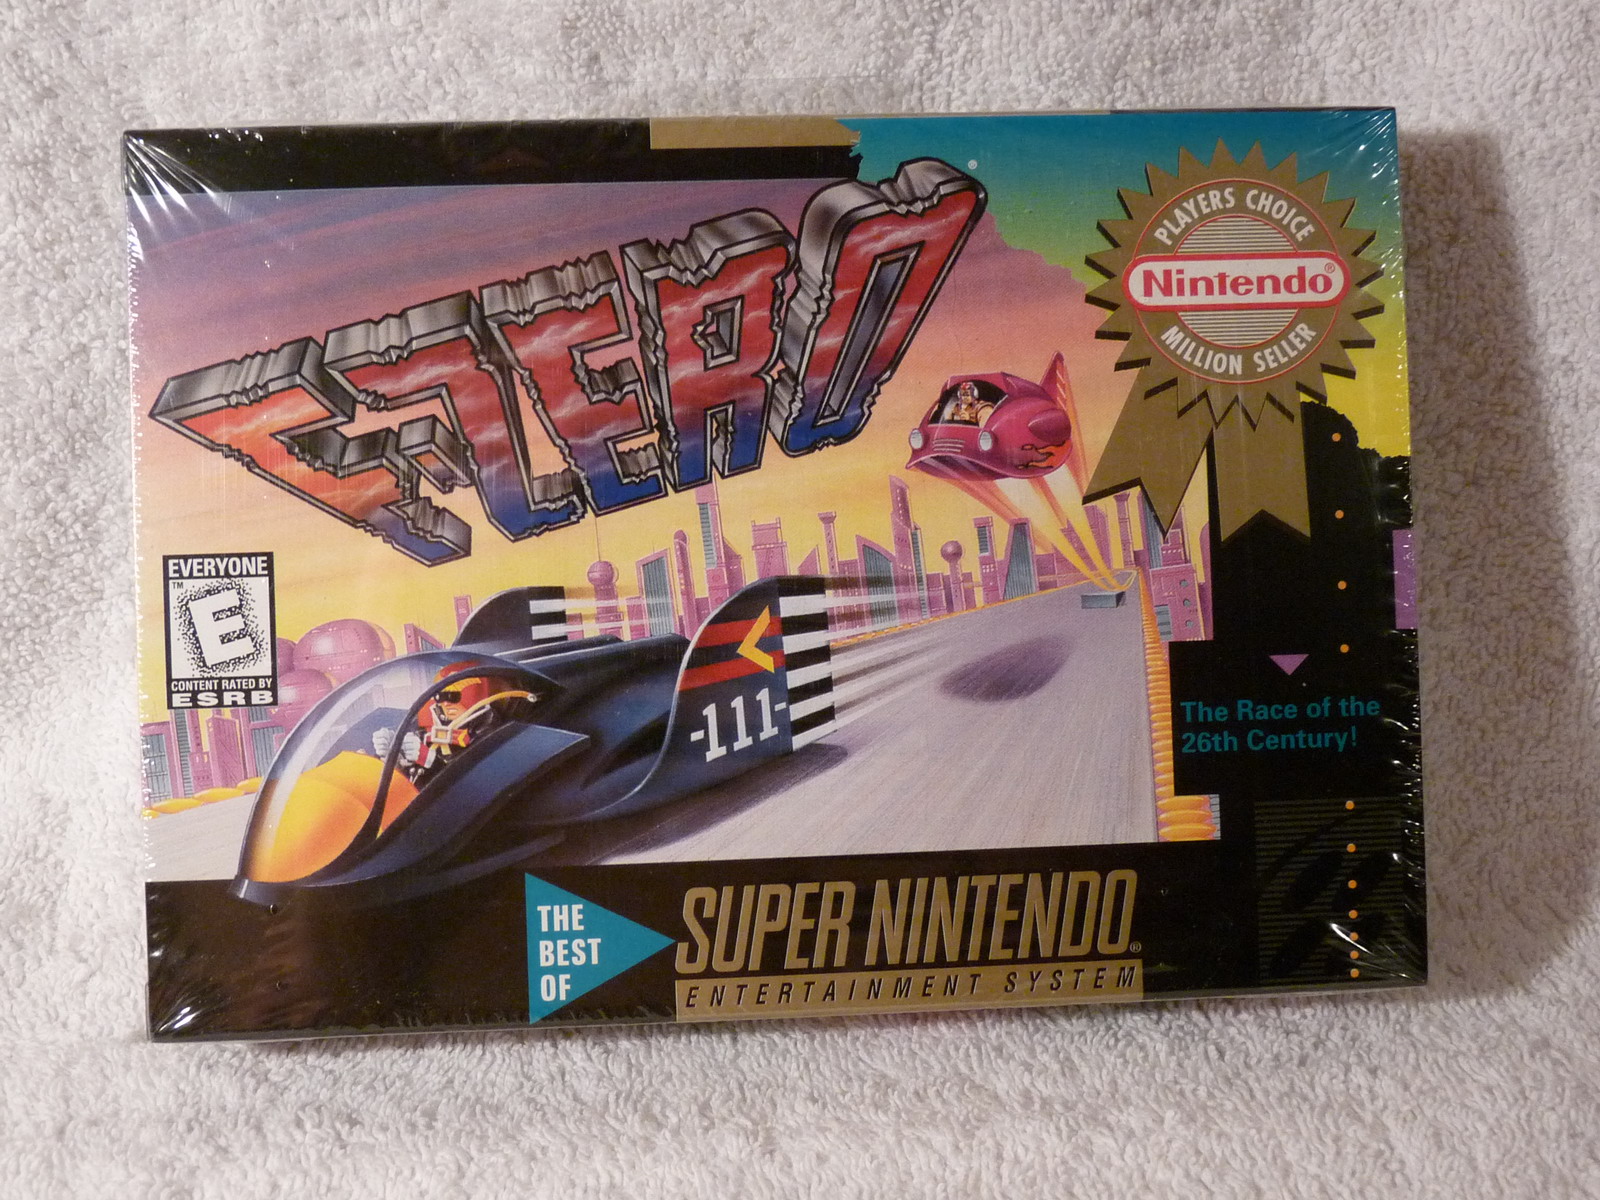 F-ZERO ®
PLAYERS CHOICE
Nintendo®
MILLION SELLER
EVERYONE
™
E
CONTENT RATED BY
ESRB
-111-
The Race of the
26th Century!
THE
BEST
OF
SUPER NINTENDO®
ENTERTAINMENT SYSTEM